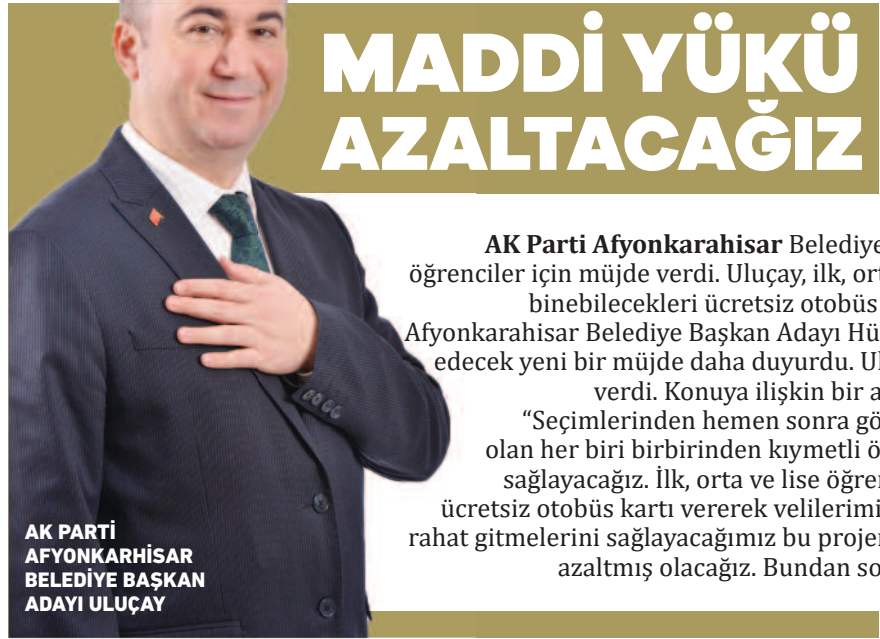 MADDİ YÜKÜ
AZALTACAĞIZ
AK Parti Afyonkarahisar Belediye
öğrenciler için müjde verdi. Uluçay, ilk, ort
binebilecekleri ücretsiz otobüs
Afyonkarahisar Belediye Başkan Adayı Hü
edecek yeni bir müjde daha duyurdu. Ul
verdi. Konuya ilişkin bir a
“Seçimlerinden hemen sonra gö
olan her biri birbirinden kıymetli ö
sağlayacağız. İlk, orta ve lise öğre
ücretsiz otobüs kartı vererek velilerimi
rahat gitmelerini sağlayacağımız bu proje
azaltmış olacağız. Bundan so
AK PARTİ
AFYONKARHİSAR
BELEDİYE BAŞKAN
ADAYI ULUÇAY